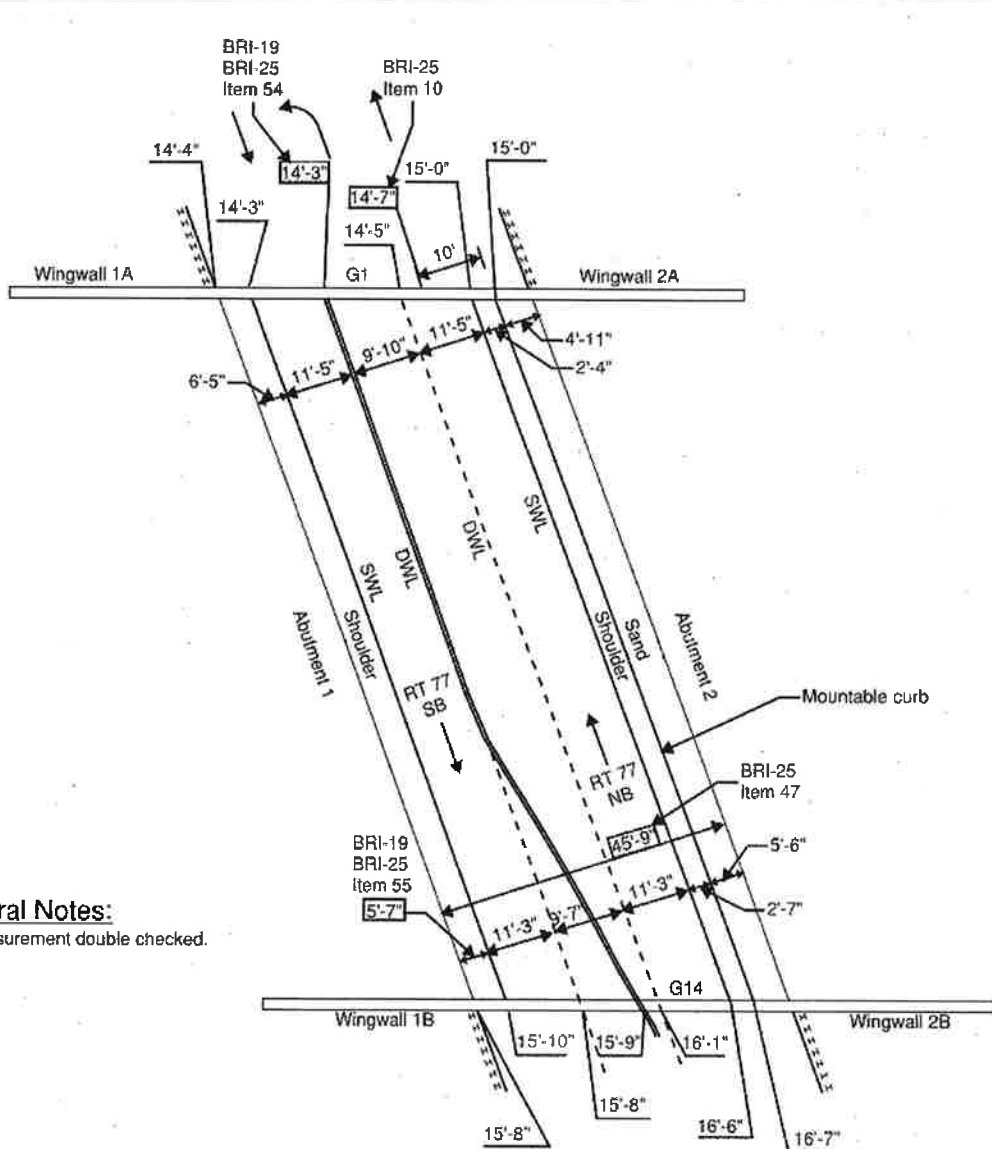 BRI-19
BRI-25
Item 54
BRI-25
Item 10
14'-4"
14'-3"
15'-0"
15'-0"
14'-7"
14'-3"
14'-5"
10'
Wingwall 1A
G1
Wingwall 2A
4'-11"
2'-4"
11'-5"
9'-10"
11'-5"
6'-5"
SWL
DWL
DWL
SWL
Shoulder
Abutment 1
Shoulder
Sand
Abutment 2
RT 77
SB
Mountable curb
RT 77
NB
BRI-25
Item 47
45'-9"
BRI-19
BRI-25
Item 55
5'-7"
5'-6"
11'-3"
9'-7"
11'-3"
2'-7"
ral Notes:
surement double checked.
G14
Wingwall 1B
Wingwall 2B
15'-10"
15'-9"
16'-1"
15'-8"
15'-8"
16'-6"
16'-7"